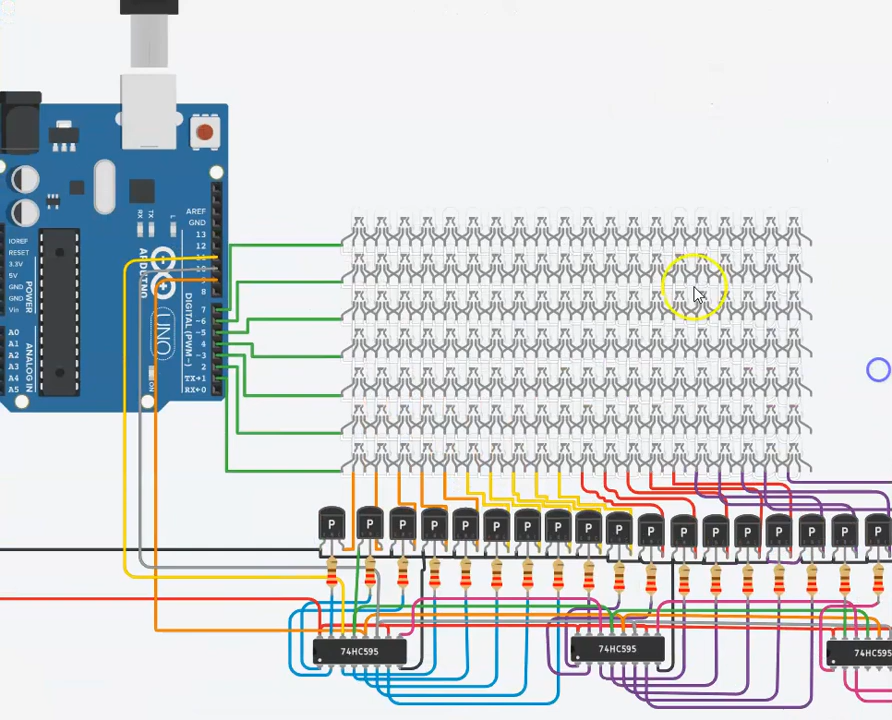 AREF
GND
13
12
11
10
9
8
7
~6
~5
4
~3
2
TX→1
RX←0
DIGITAL (PWM~)
TX
RX
L
ARDUINO
UNO
ON
IOREF
RESET
3.3V
5V
GND
GND
Vin
POWER
A0
A1
A2
A3
A4
A5
ANALOG IN
P P P P P P P P P P P P P P P P P P
74HC595
74HC595
74HC595